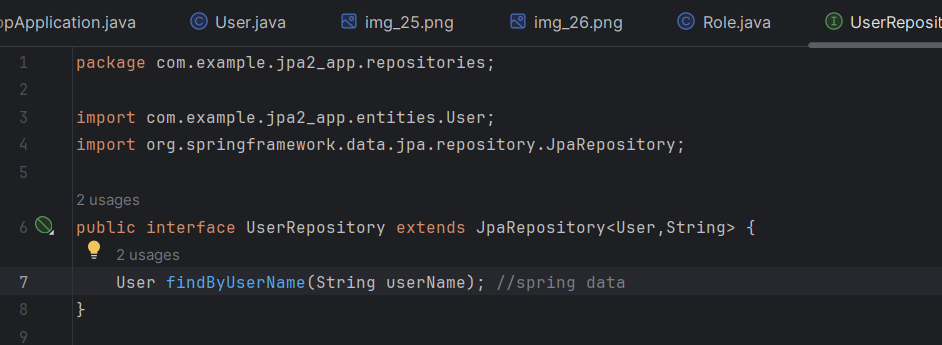 ppApplication.java User.java img_25.png img_26.png Role.java UserReposit
1 package com.example.jpa2_app.repositories;
2
3 import com.example.jpa2_app.entities.User;
4 import org.springframework.data.jpa.repository.JpaRepository;
5
2 usages
6 public interface UserRepository extends JpaRepository<User,String> {
2 usages
7 User findByUserName(String userName); //spring data
8 }
9